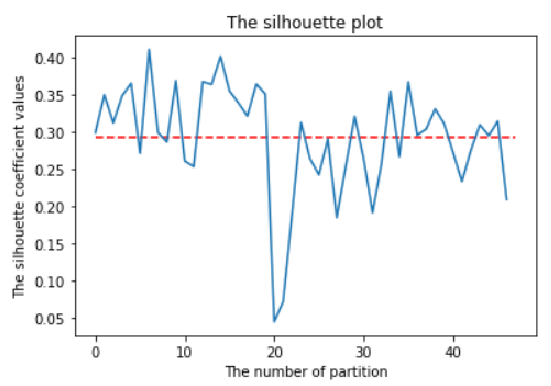 The silhouette plot
The silhouette coefficient values
0.40
0.35
0.30
0.25
0.20
0.15
0.10
0.05
0 10 20 30 40
The number of partition